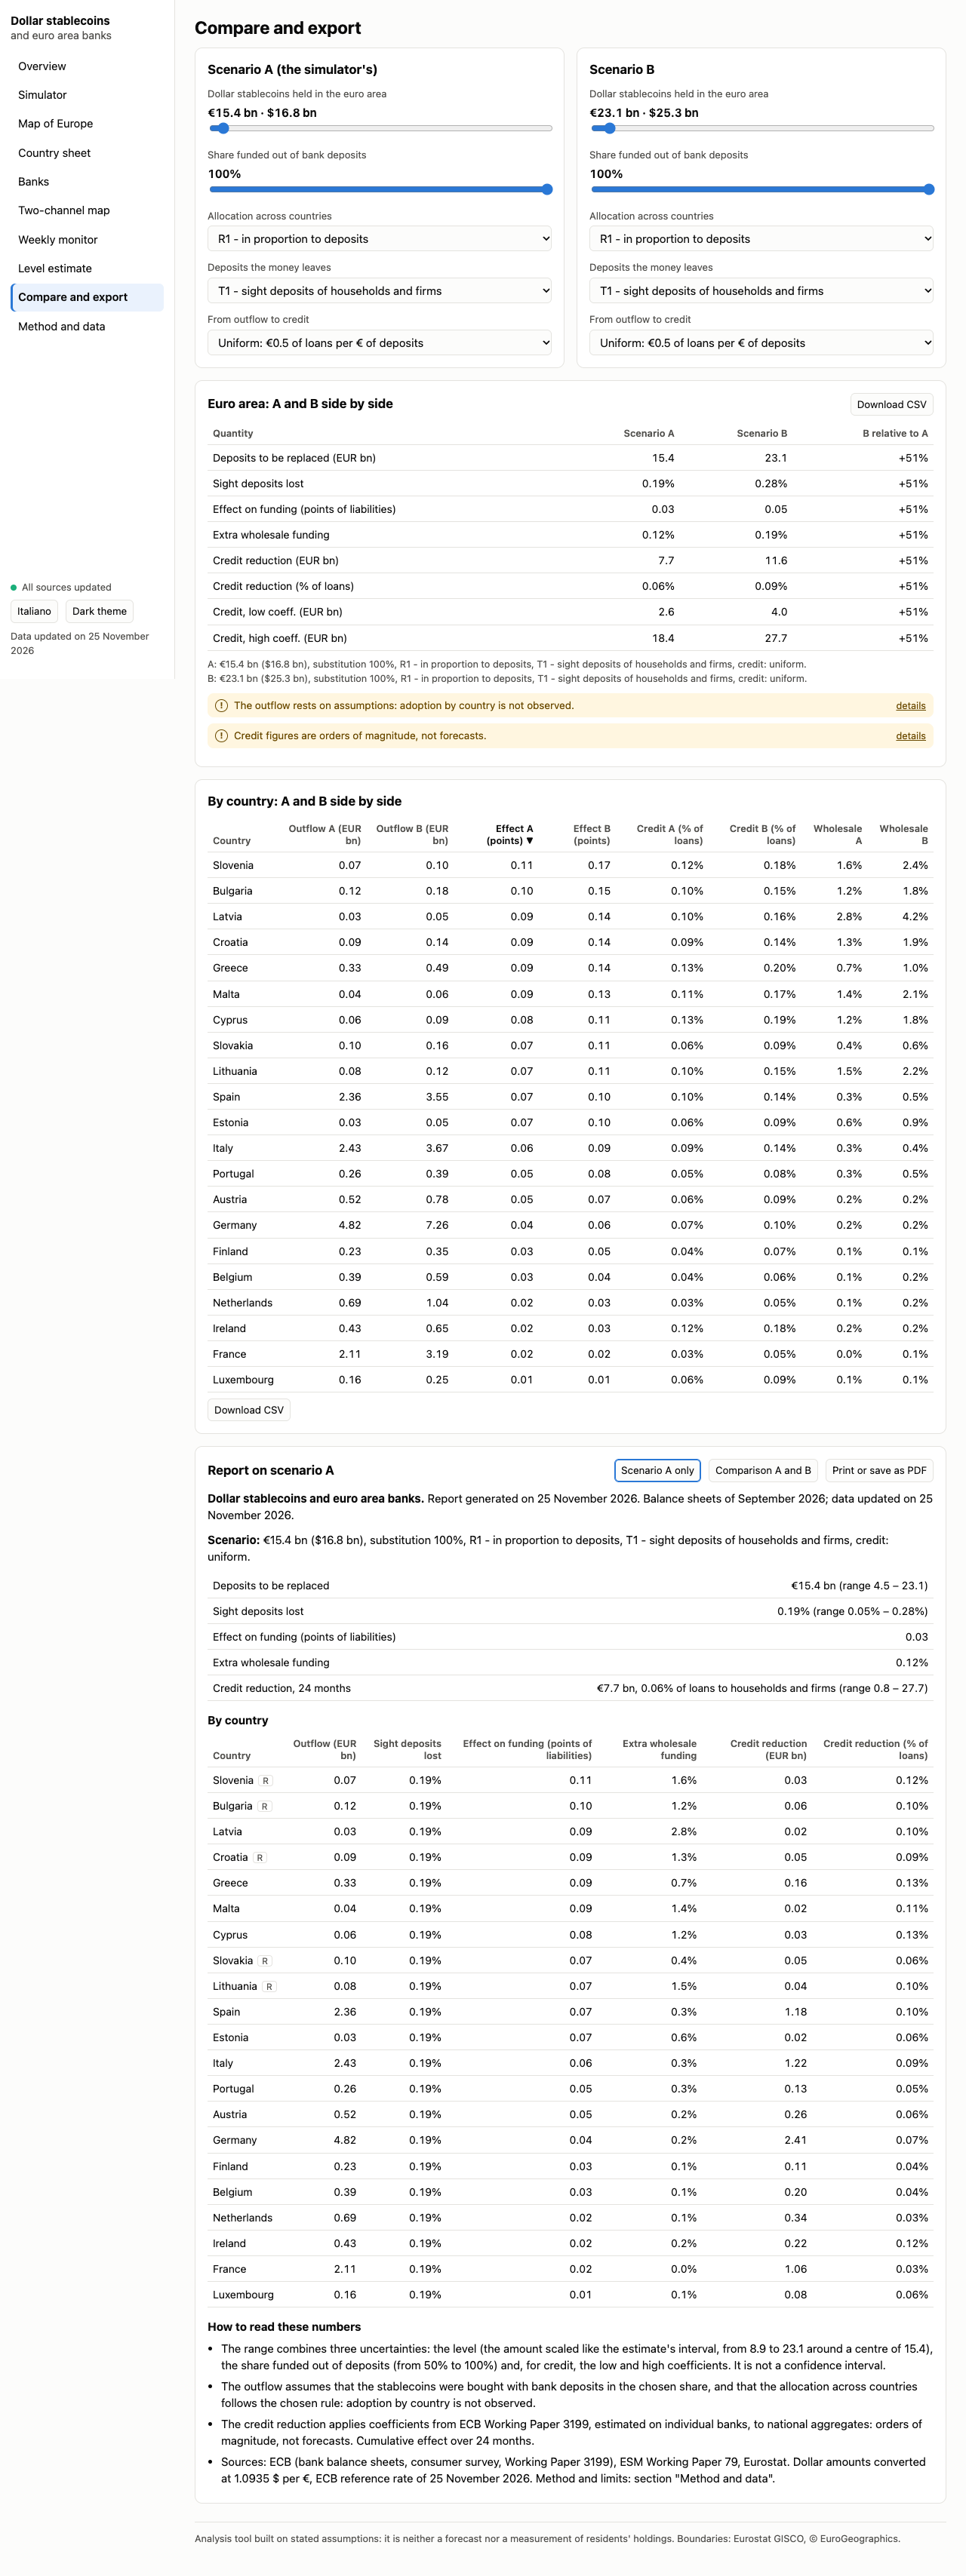 Dollar stablecoins
and euro area banks
Overview
Simulator
Map of Europe
Country sheet
Banks
Two-channel map
Weekly monitor
Level estimate
Compare and export
Method and data
All sources updated
Italiano Dark theme
Data updated on 25 November
2026
Compare and export
Scenario A (the simulator's)
Dollar stablecoins held in the euro area
€15.4 bn · $16.8 bn
Share funded out of bank deposits
100%
Allocation across countries
R1 - in proportion to deposits
Deposits the money leaves
T1 - sight deposits of households and firms
From outflow to credit
Uniform: €0.5 of loans per € of deposits
Scenario B
Dollar stablecoins held in the euro area
€23.1 bn · $25.3 bn
Share funded out of bank deposits
100%
Allocation across countries
R1 - in proportion to deposits
Deposits the money leaves
T1 - sight deposits of households and firms
From outflow to credit
Uniform: €0.5 of loans per € of deposits
Euro area: A and B side by side Download CSV
Quantity Scenario A Scenario B B relative to A
Deposits to be replaced (EUR bn) 15.4 23.1 +51%
Sight deposits lost 0.19% 0.28% +51%
Effect on funding (points of liabilities) 0.03 0.05 +51%
Extra wholesale funding 0.12% 0.19% +51%
Credit reduction (EUR bn) 7.7 11.6 +51%
Credit reduction (% of loans) 0.06% 0.09% +51%
Credit, low coeff. (EUR bn) 2.6 4.0 +51%
Credit, high coeff. (EUR bn) 18.4 27.7 +51%
A: €15.4 bn ($16.8 bn), substitution 100%, R1 - in proportion to deposits, T1 - sight deposits of households and firms, credit: uniform.
B: €23.1 bn ($25.3 bn), substitution 100%, R1 - in proportion to deposits, T1 - sight deposits of households and firms, credit: uniform.
The outflow rests on assumptions: adoption by country is not observed. details
Credit figures are orders of magnitude, not forecasts. details
By country: A and B side by side
Country Outflow A (EUR bn) Outflow B (EUR bn) Effect A (points) ▼ Effect B (points) Credit A (% of loans) Credit B (% of loans) Wholesale A Wholesale B
Slovenia 0.07 0.10 0.11 0.17 0.12% 0.18% 1.6% 2.4%
Bulgaria 0.12 0.18 0.10 0.15 0.10% 0.15% 1.2% 1.8%
Latvia 0.03 0.05 0.09 0.14 0.10% 0.16% 2.8% 4.2%
Croatia 0.09 0.14 0.09 0.14 0.09% 0.14% 1.3% 1.9%
Greece 0.33 0.49 0.09 0.14 0.13% 0.20% 0.7% 1.0%
Malta 0.04 0.06 0.09 0.13 0.11% 0.17% 1.4% 2.1%
Cyprus 0.06 0.09 0.08 0.11 0.13% 0.19% 1.2% 1.8%
Slovakia 0.10 0.16 0.07 0.11 0.06% 0.09% 0.4% 0.6%
Lithuania 0.08 0.12 0.07 0.11 0.10% 0.15% 1.5% 2.2%
Spain 2.36 3.55 0.07 0.10 0.10% 0.14% 0.3% 0.5%
Estonia 0.03 0.05 0.07 0.10 0.06% 0.09% 0.6% 0.9%
Italy 2.43 3.67 0.06 0.09 0.09% 0.14% 0.3% 0.4%
Portugal 0.26 0.39 0.05 0.08 0.05% 0.08% 0.3% 0.5%
Austria 0.52 0.78 0.05 0.07 0.06% 0.09% 0.2% 0.2%
Germany 4.82 7.26 0.04 0.06 0.07% 0.10% 0.2% 0.2%
Finland 0.23 0.35 0.03 0.05 0.04% 0.07% 0.1% 0.1%
Belgium 0.39 0.59 0.03 0.04 0.04% 0.06% 0.1% 0.2%
Netherlands 0.69 1.04 0.02 0.03 0.03% 0.05% 0.1% 0.2%
Ireland 0.43 0.65 0.02 0.03 0.12% 0.18% 0.2% 0.2%
France 2.11 3.19 0.02 0.02 0.03% 0.05% 0.0% 0.1%
Luxembourg 0.16 0.25 0.01 0.01 0.06% 0.09% 0.1% 0.1%
Download CSV
Report on scenario A Scenario A only Comparison A and B Print or save as PDF
Dollar stablecoins and euro area banks. Report generated on 25 November 2026. Balance sheets of September 2026; data updated on 25
November 2026.
Scenario: €15.4 bn ($16.8 bn), substitution 100%, R1 - in proportion to deposits, T1 - sight deposits of households and firms, credit:
uniform.
Deposits to be replaced €15.4 bn (range 4.5 – 23.1)
Sight deposits lost 0.19% (range 0.05% – 0.28%)
Effect on funding (points of liabilities) 0.03
Extra wholesale funding 0.12%
Credit reduction, 24 months €7.7 bn, 0.06% of loans to households and firms (range 0.8 – 27.7)
By country
Country Outflow (EUR bn) Sight deposits lost Effect on funding (points of liabilities) Extra wholesale funding Credit reduction (EUR bn) Credit reduction (% of loans)
Slovenia R 0.07 0.19% 0.11 1.6% 0.03 0.12%
Bulgaria R 0.12 0.19% 0.10 1.2% 0.06 0.10%
Latvia 0.03 0.19% 0.09 2.8% 0.02 0.10%
Croatia R 0.09 0.19% 0.09 1.3% 0.05 0.09%
Greece 0.33 0.19% 0.09 0.7% 0.16 0.13%
Malta 0.04 0.19% 0.09 1.4% 0.02 0.11%
Cyprus 0.06 0.19% 0.08 1.2% 0.03 0.13%
Slovakia R 0.10 0.19% 0.07 0.4% 0.05 0.06%
Lithuania R 0.08 0.19% 0.07 1.5% 0.04 0.10%
Spain 2.36 0.19% 0.07 0.3% 1.18 0.10%
Estonia 0.03 0.19% 0.07 0.6% 0.02 0.06%
Italy 2.43 0.19% 0.06 0.3% 1.22 0.09%
Portugal 0.26 0.19% 0.05 0.3% 0.13 0.05%
Austria 0.52 0.19% 0.05 0.2% 0.26 0.06%
Germany 4.82 0.19% 0.04 0.2% 2.41 0.07%
Finland 0.23 0.19% 0.03 0.1% 0.11 0.04%
Belgium 0.39 0.19% 0.03 0.1% 0.20 0.04%
Netherlands 0.69 0.19% 0.02 0.1% 0.34 0.03%
Ireland 0.43 0.19% 0.02 0.2% 0.22 0.12%
France 2.11 0.19% 0.02 0.0% 1.06 0.03%
Luxembourg 0.16 0.19% 0.01 0.1% 0.08 0.06%
How to read these numbers
• The range combines three uncertainties: the level (the amount scaled like the estimate's interval, from 8.9 to 23.1 around a centre of 15.4),
the share funded out of deposits (from 50% to 100%) and, for credit, the low and high coefficients. It is not a confidence interval.
• The outflow assumes that the stablecoins were bought with bank deposits in the chosen share, and that the allocation across countries
follows the chosen rule: adoption by country is not observed.
• The credit reduction applies coefficients from ECB Working Paper 3199, estimated on individual banks, to national aggregates: orders of
magnitude, not forecasts. Cumulative effect over 24 months.
• Sources: ECB (bank balance sheets, consumer survey, Working Paper 3199), ESM Working Paper 79, Eurostat. Dollar amounts converted
at 1.0935 $ per €, ECB reference rate of 25 November 2026. Method and limits: section "Method and data".
Analysis tool built on stated assumptions: it is neither a forecast nor a measurement of residents' holdings. Boundaries: Eurostat GISCO, © EuroGeographics.